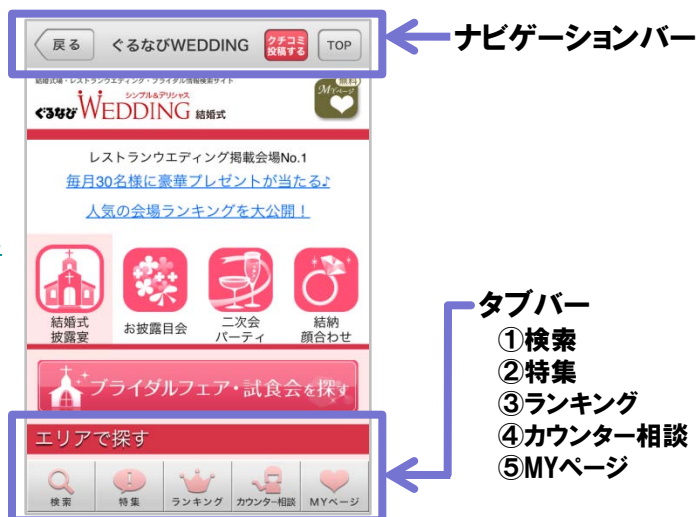 戻る
ぐるなびWEDDING
クチコミ
投稿する
TOP
ナビゲーションバー
結婚式場・レストランウエディング・ブライダル情報検索サイト
シンプル&デリシャス
ぐるなび WEDDING 結婚式
無料
Myページ
レストランウエディング掲載会場No.1
毎月30名様に豪華プレゼントが当たる♪
人気の会場ランキングを大公開!
結婚式
披露宴
お披露目会
二次会
パーティ
結納
顔合わせ
ブライダルフェア・試食会を探す
エリアで探す
検索
特集
ランキング
カウンター相談
MYページ
タブバー
①検索
②特集
③ランキング
④カウンター相談
⑤MYページ